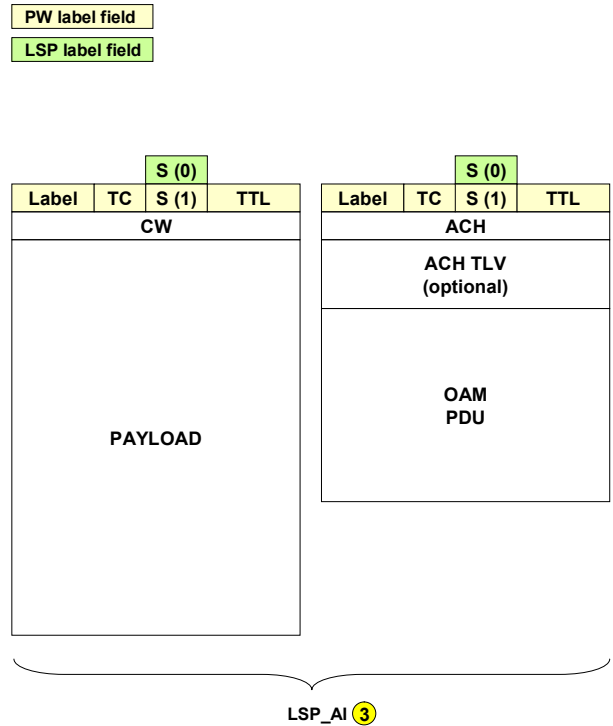 PW label field
LSP label field
S (0)
S (0)
Label TC S (1) TTL
Label TC S (1) TTL
CW
ACH
ACH TLV
(optional)
OAM
PDU
PAYLOAD
LSP_AI 3